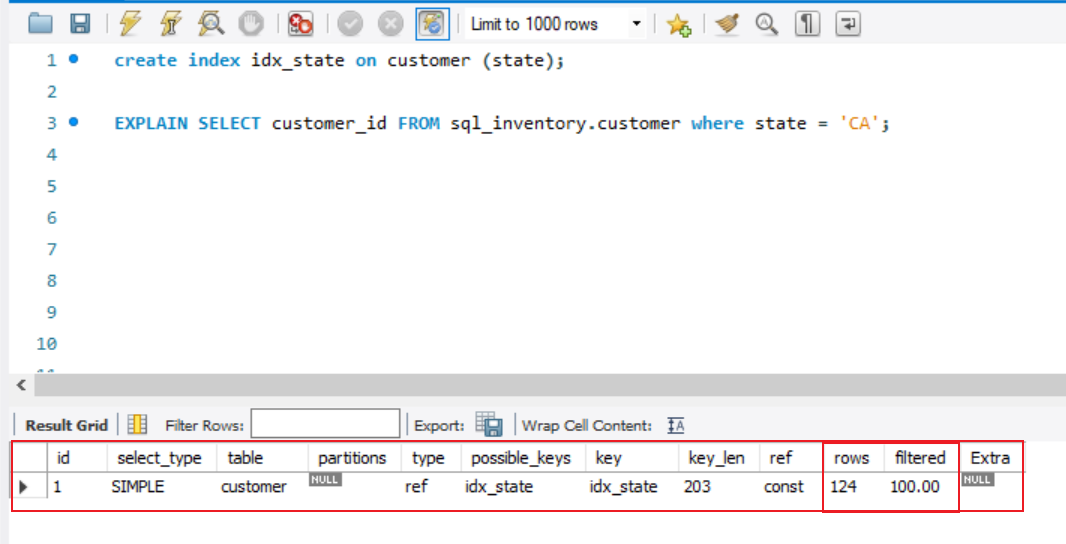 Limit to 1000 rows
1 create index idx_state on customer (state);
2
3 EXPLAIN SELECT customer_id FROM sql_inventory.customer where state = 'CA';
4
5
6
7
8
9
10
Result Grid Filter Rows: Export: Wrap Cell Content:
id select_type table partitions type possible_keys key key_len ref rows filtered Extra
1 SIMPLE customer NULL ref idx_state idx_state 203 const 124 100.00 NULL